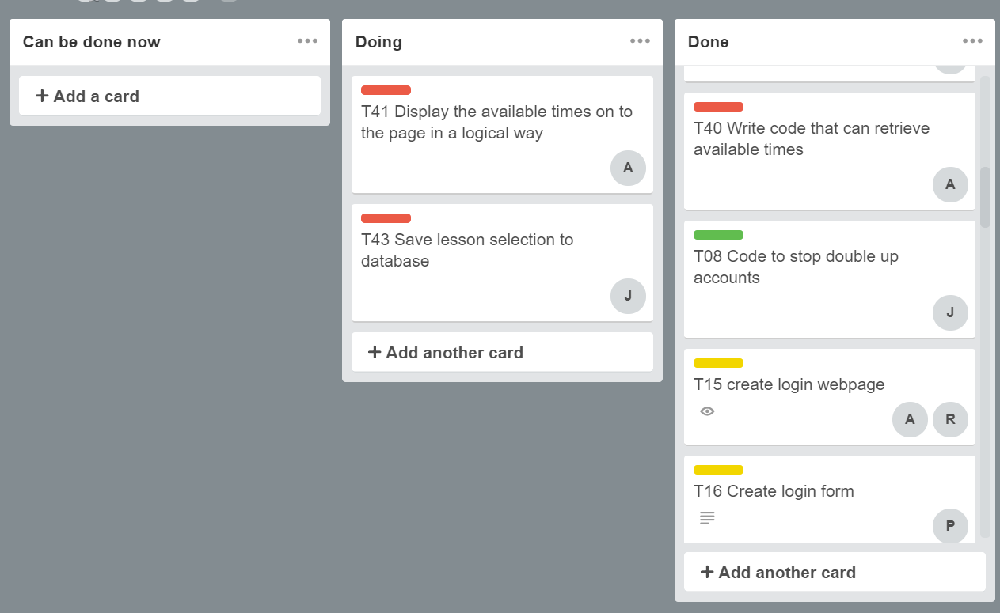 Can be done now
+ Add a card
Doing
T41 Display the available times on to
the page in a logical way
A
T43 Save lesson selection to
database
J
+ Add another card
Done
A
T40 Write code that can retrieve
available times
A
T08 Code to stop double up
accounts
J
T15 create login webpage
A R
T16 Create login form
P
+ Add another card